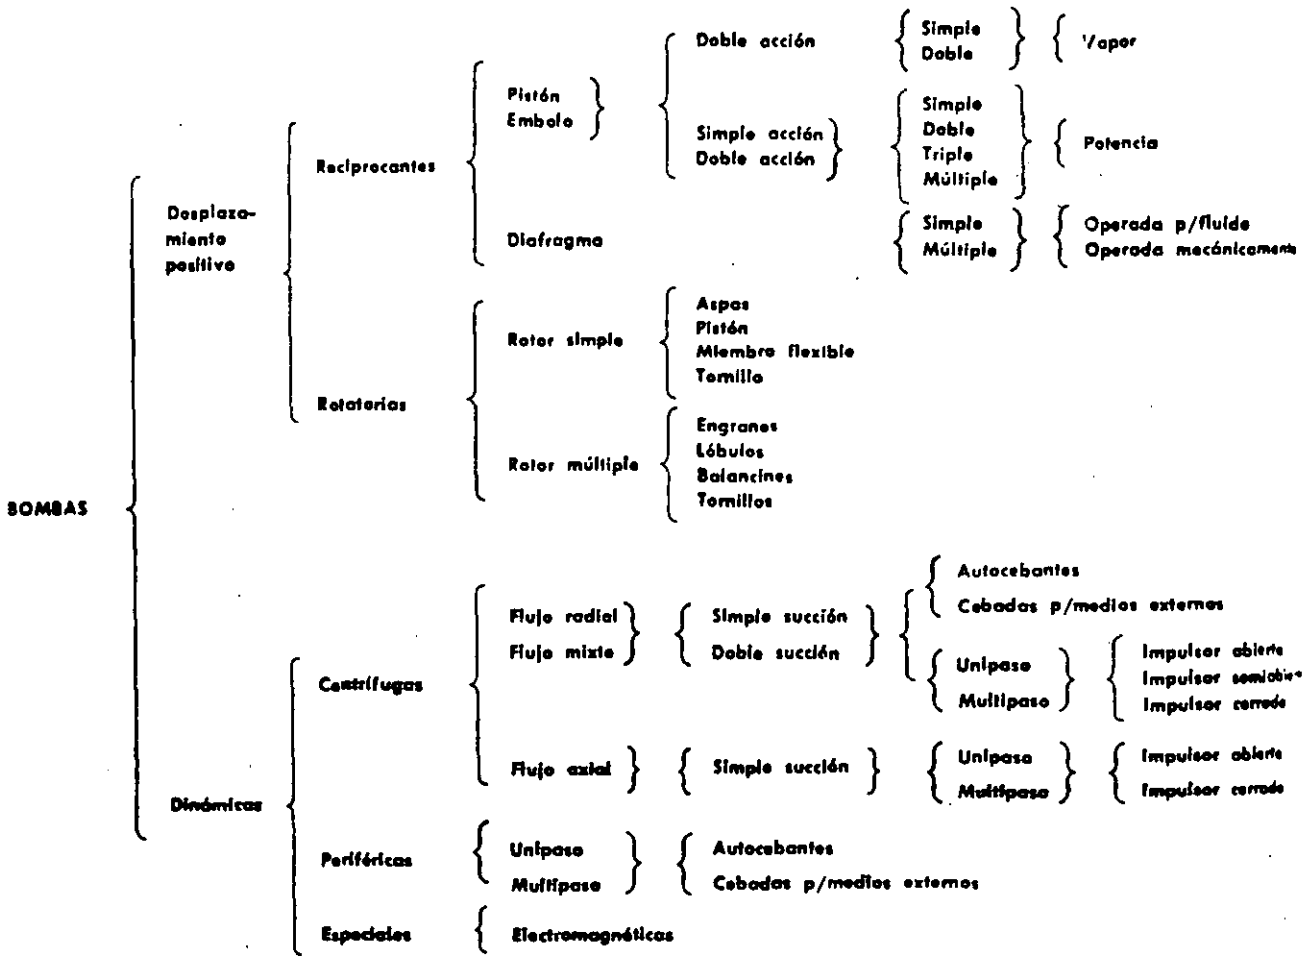 BOMBAS
Desplaza-
miento
positivo
Reciprocantes
Pistón
Embolo
Doble acción
Simple
Doble
Vapor
Simple acción
Doble acción
Simple
Doble
Triple
Múltiple
Potencia
Diafragma
Simple
Múltiple
Operada p/fluido
Operada mecánicamente
Rotatorias
Rotor simple
Aspas
Pistón
Miembro flexible
Tornillo
Rotor múltiple
Engranes
Lóbulos
Balancines
Tornillos
Dinámicas
Centrífugas
Flujo radial
Flujo mixto
Simple succión
Doble succión
Autocebantes
Cebadas p/medios externos
Unipaso
Multipaso
Impulsor abierto
Impulsor semiabierto
Impulsor cerrado
Flujo axial
Simple succión
Unipaso
Multipaso
Impulsor abierto
Impulsor cerrado
Periféricas
Unipaso
Multipaso
Autocebantes
Cebadas p/medios externos
Especiales
Electromagnéticas